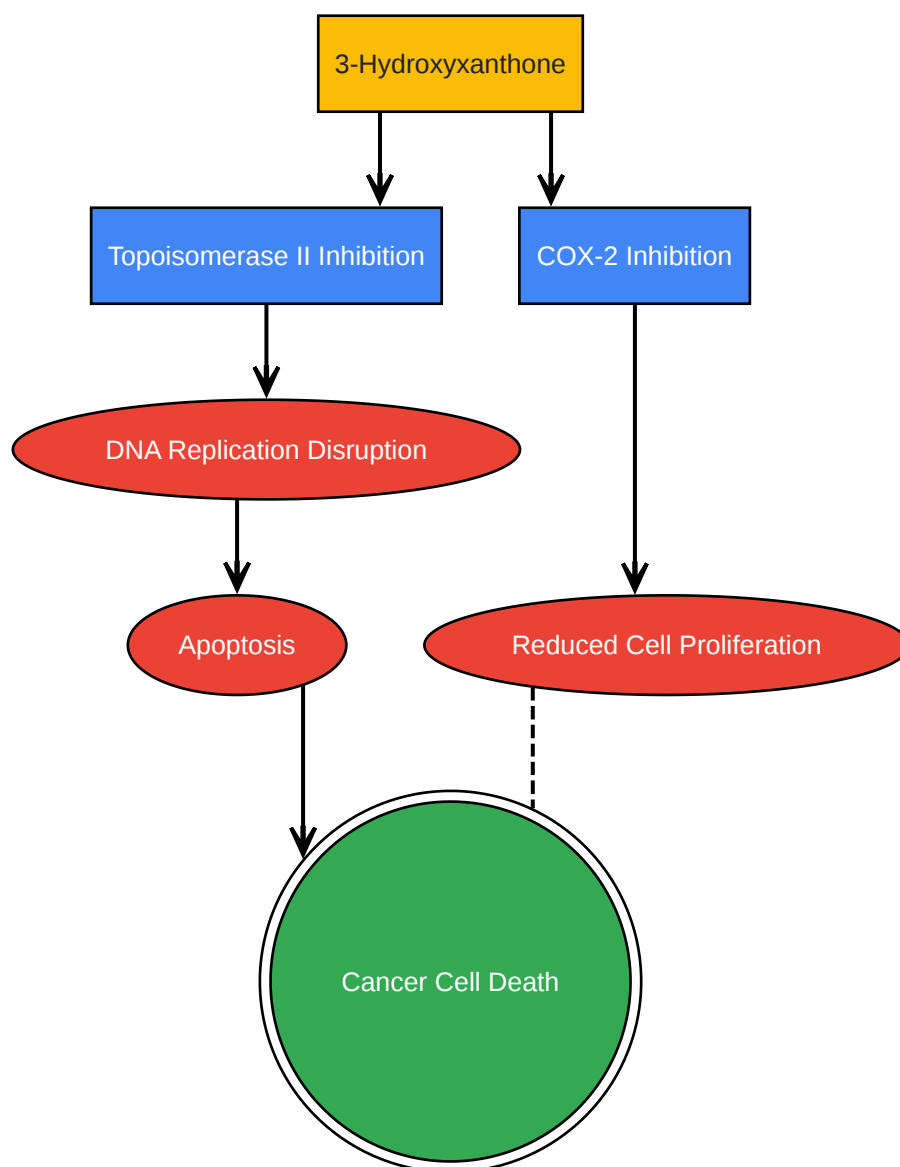 3-Hydroxyxanthone
Topoisomerase II Inhibition
COX-2 Inhibition
DNA Replication Disruption
Apoptosis
Reduced Cell Proliferation
Cancer Cell Death